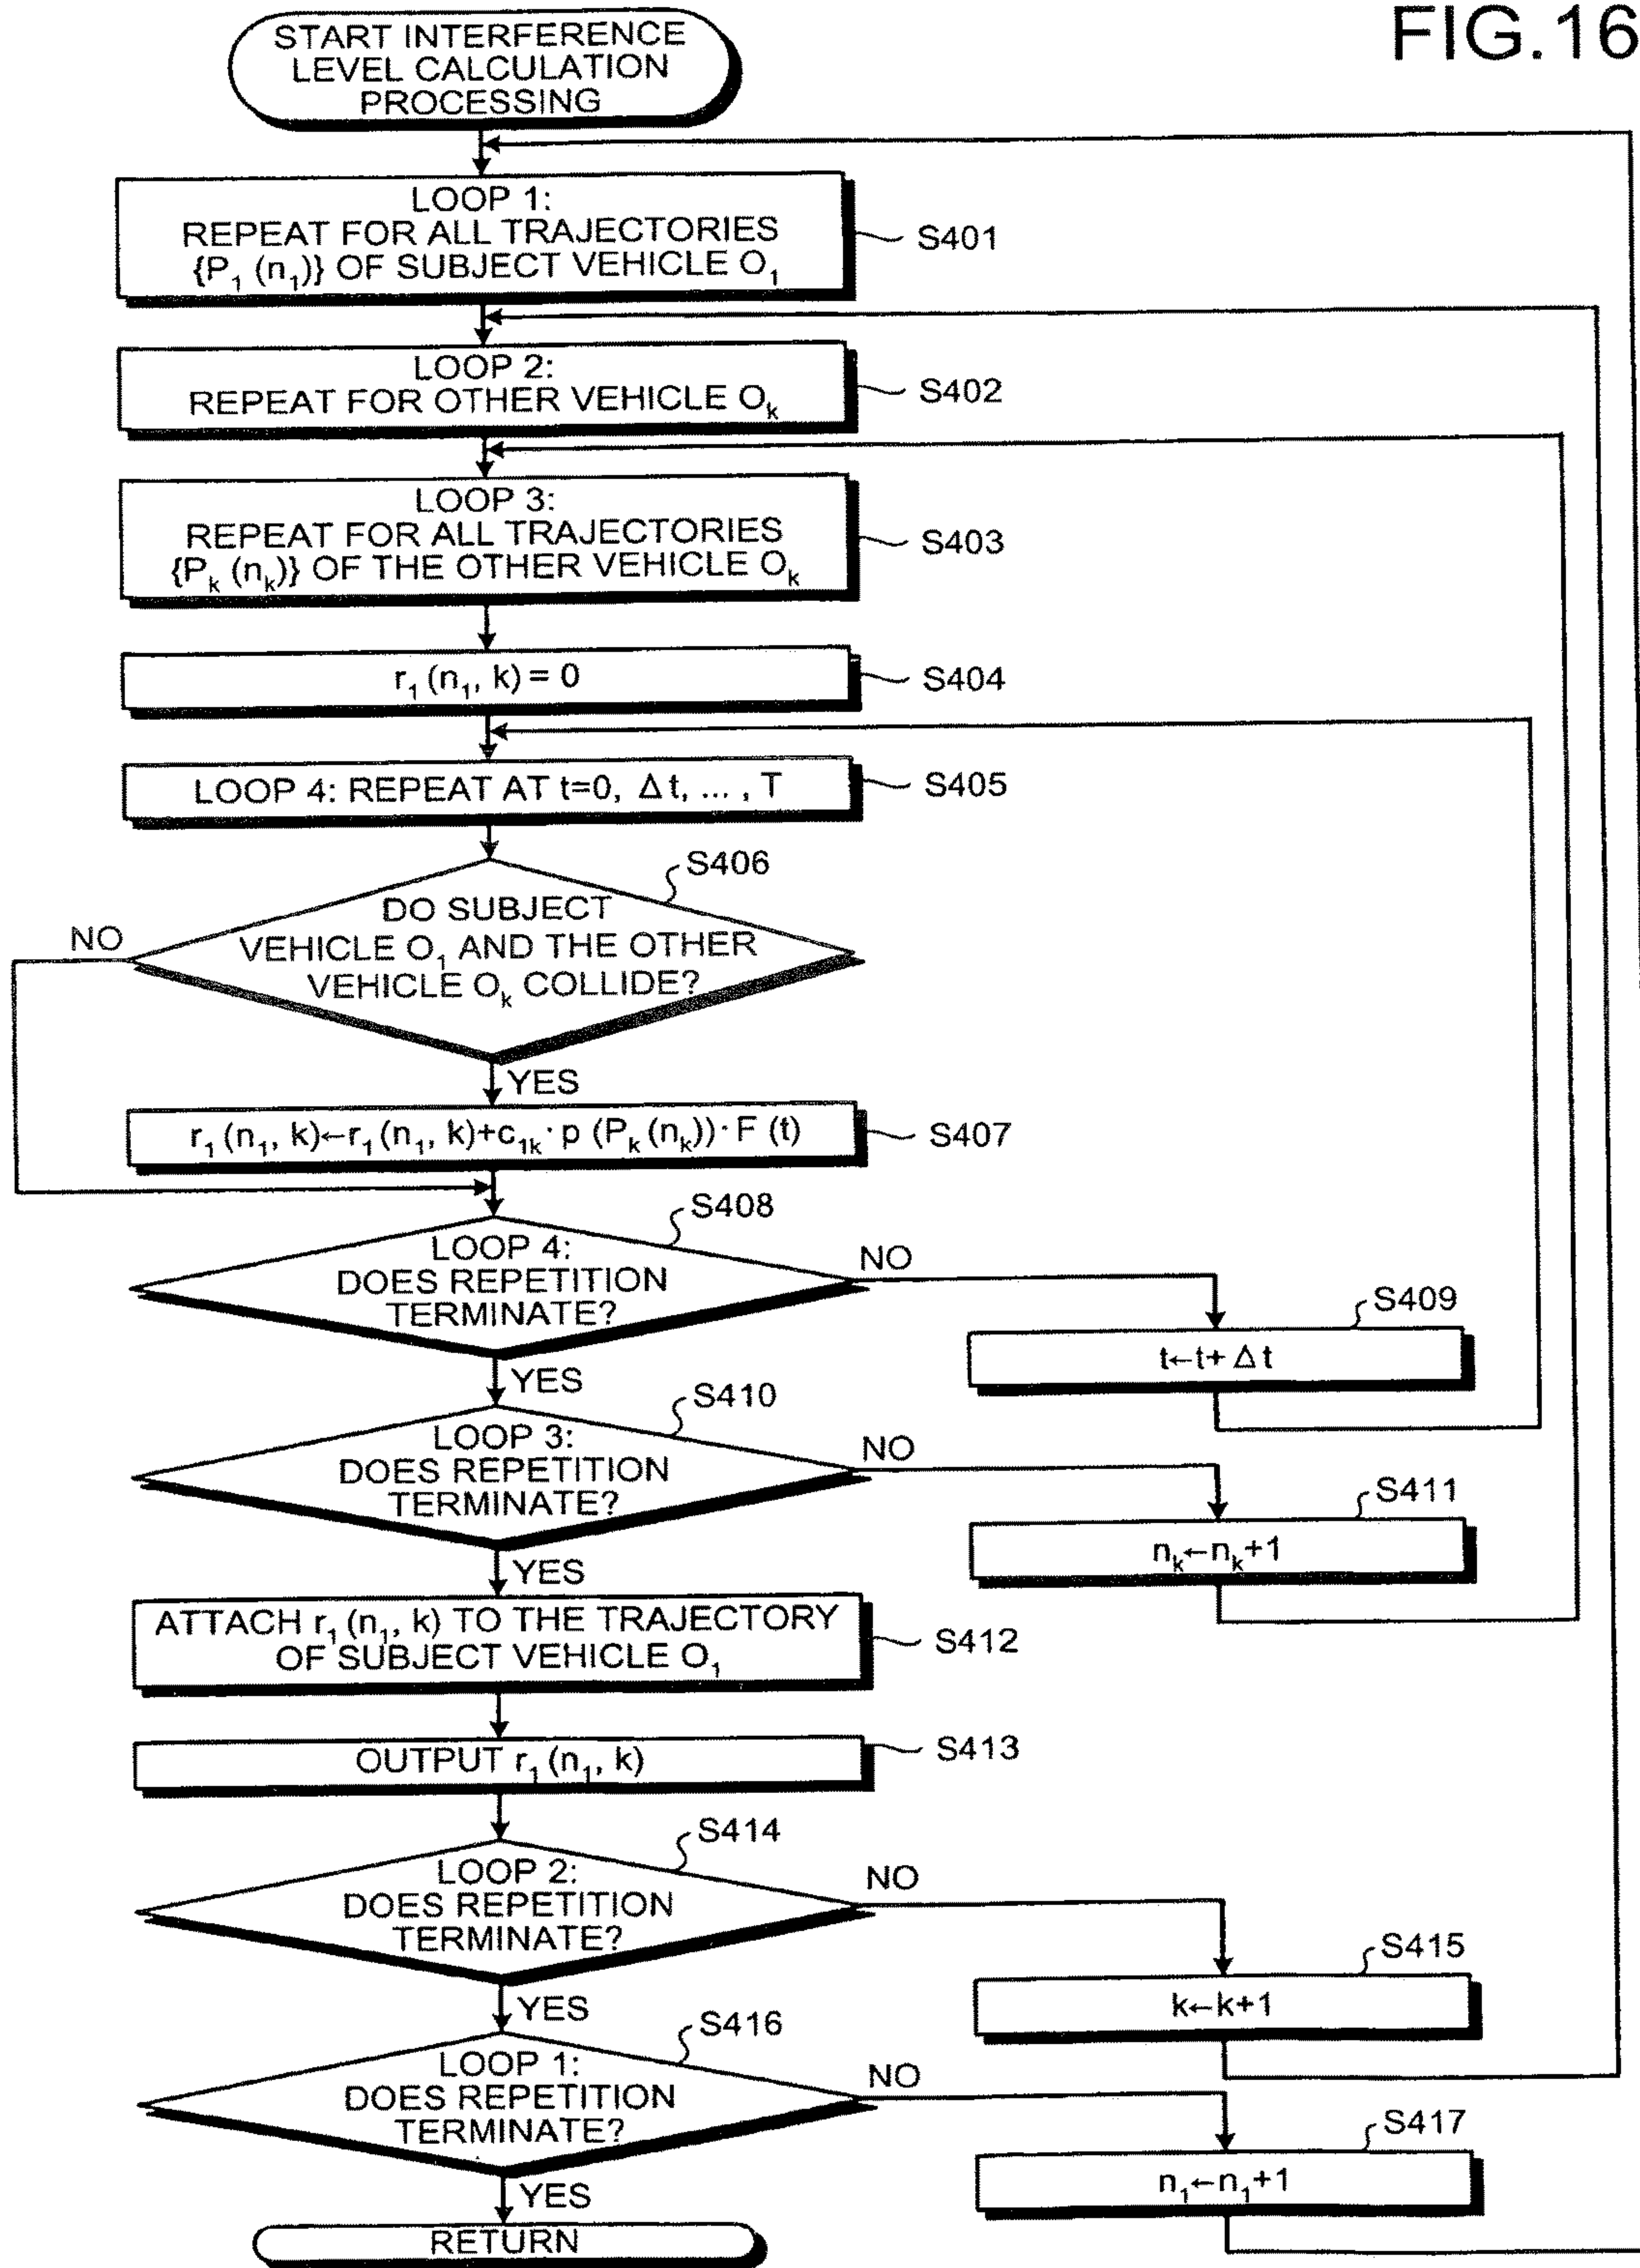 FIG.16
START INTERFERENCE
LEVEL CALCULATION
PROCESSING
LOOP 1:
REPEAT FOR ALL TRAJECTORIES
{P₁ (n₁)} OF SUBJECT VEHICLE O₁
S401
LOOP 2:
REPEAT FOR OTHER VEHICLE Oₖ
S402
LOOP 3:
REPEAT FOR ALL TRAJECTORIES
{Pₖ (nₖ)} OF THE OTHER VEHICLE Oₖ
S403
r₁ (n₁, k) = 0
S404
LOOP 4: REPEAT AT t=0, Δt, ... , T
S405
S406
DO SUBJECT
VEHICLE O₁ AND THE OTHER
VEHICLE Oₖ COLLIDE?
NO
YES
r₁ (n₁, k)←r₁ (n₁, k)+c₁ₖ · p (Pₖ (nₖ)) · F (t)
S407
S408
LOOP 4:
DOES REPETITION
TERMINATE?
NO
YES
S409
t←t+ Δt
S410
LOOP 3:
DOES REPETITION
TERMINATE?
NO
YES
S411
nₖ←nₖ+1
ATTACH r₁ (n₁, k) TO THE TRAJECTORY
OF SUBJECT VEHICLE O₁
S412
OUTPUT r₁ (n₁, k)
S413
S414
LOOP 2:
DOES REPETITION
TERMINATE?
NO
YES
S415
k←k+1
S416
LOOP 1:
DOES REPETITION
TERMINATE?
NO
YES
S417
n₁←n₁+1
RETURN